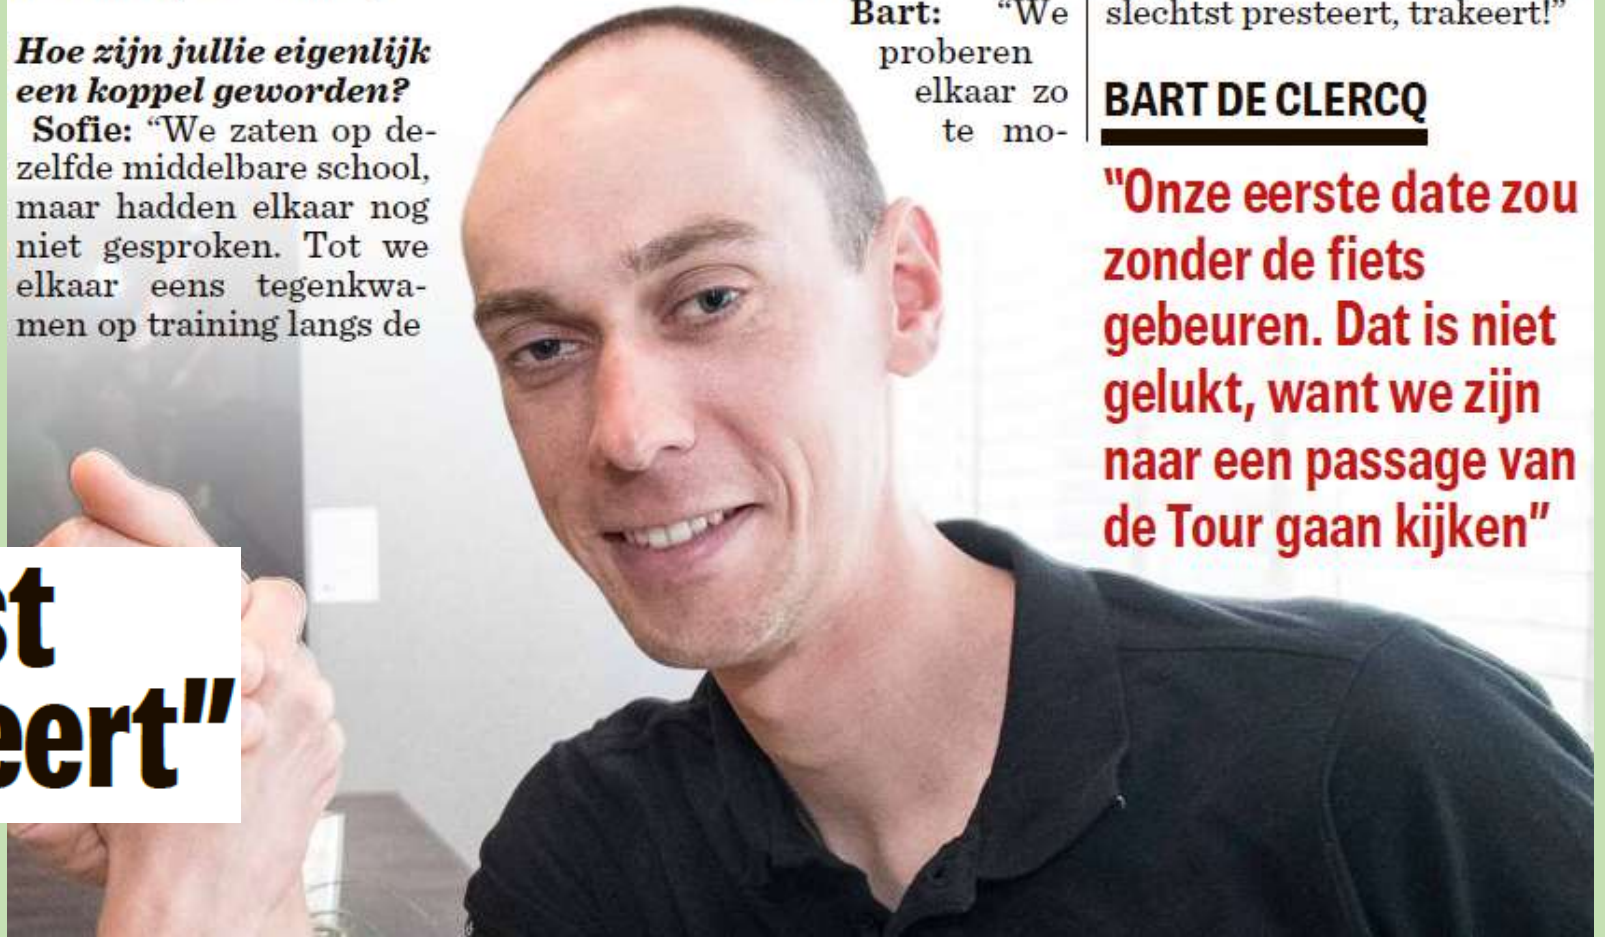 Hoe zijn jullie eigenlijk
een koppel geworden?
Sofie: “We zaten op de-
zelfde middelbare school,
maar hadden elkaar nog
niet gesproken. Tot we
elkaar eens tegenkwa-
men op training langs de
Bart: “We
proberen
elkaar zo
te mo-
slechtst presteert, trakeert!”
BART DE CLERCQ
“Onze eerste date zou
zonder de fiets
gebeuren. Dat is niet
gelukt, want we zijn
naar een passage van
de Tour gaan kijken”
st
eert”